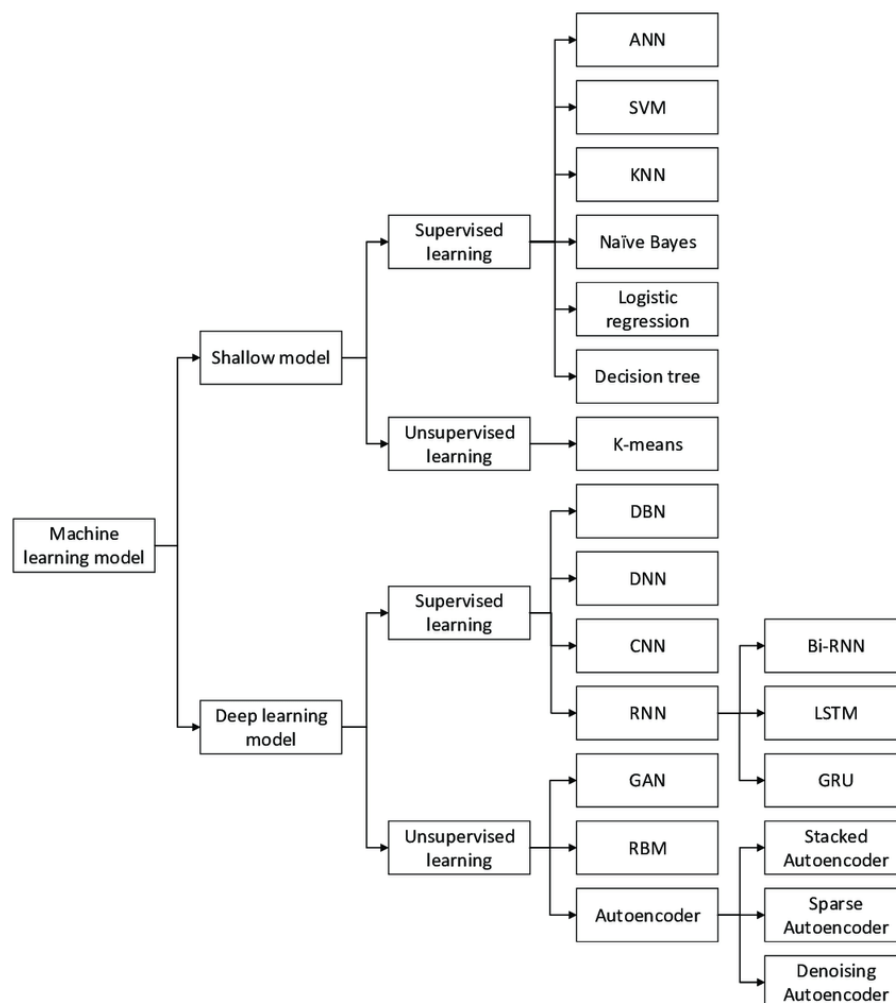 ANN
SVM
KNN
Supervised
learning
Naïve Bayes
Logistic
regression
Shallow model
Decision tree
Unsupervised
learning
K-means
DBN
Machine
learning model
DNN
Supervised
learning
CNN
Bi-RNN
RNN
LSTM
Deep learning
model
GAN
GRU
Unsupervised
learning
RBM
Stacked
Autoencoder
Autoencoder
Sparse
Autoencoder
Denoising
Autoencoder